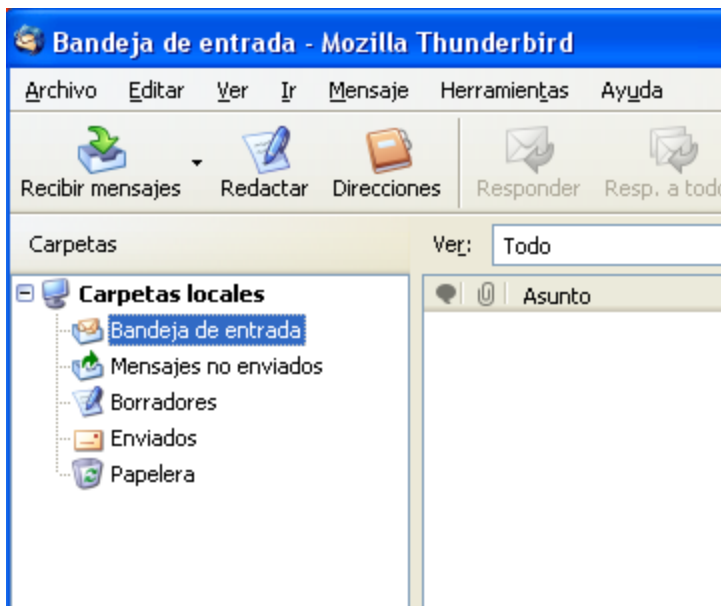 Bandeja de entrada - Mozilla Thunderbird
Archivo Editar Ver Ir Mensaje Herramientas Ayuda
Recibir mensajes Redactar Direcciones Responder Resp. a todo
Carpetas Ver: Todo
Carpetas locales Asunto
Bandeja de entrada
Mensajes no enviados
Borradores
Enviados
Papelera